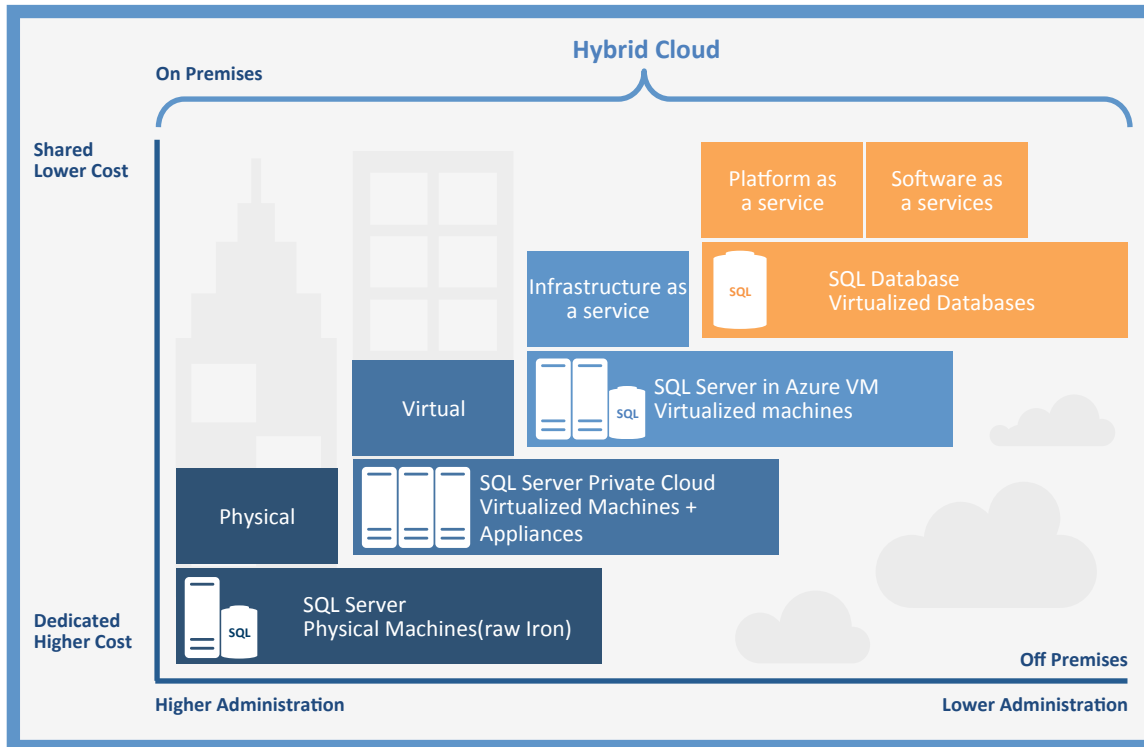 Hybrid Cloud
On Premises
Shared
Lower Cost
Platform as
a service
Software as
a services
SQL
SQL Database
Virtualized Databases
Infrastructure as
a service
SQL
SQL Server in Azure VM
Virtualized machines
Virtual
SQL Server Private Cloud
Virtualized Machines +
Appliances
Physical
SQL
SQL Server
Physical Machines(raw Iron)
Dedicated
Higher Cost
Off Premises
Higher Administration
Lower Administration